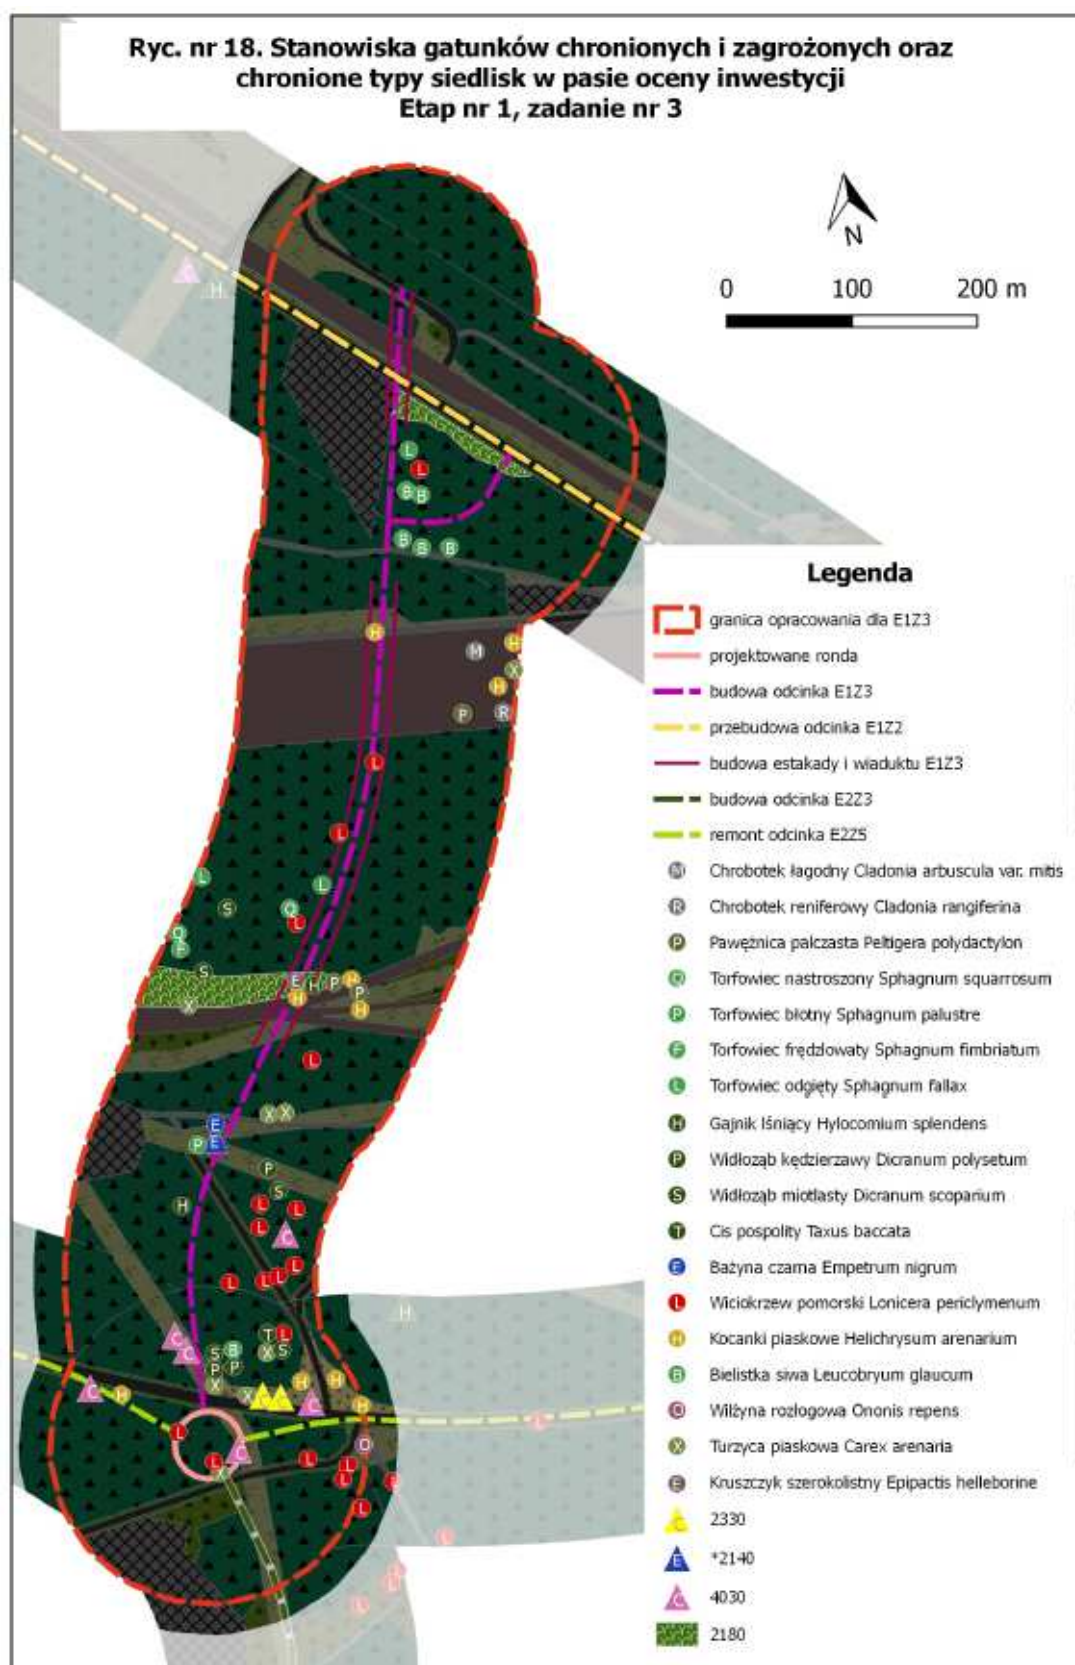 Ryc. nr 18. Stanowiska gatunków chronionych i zagrożonych oraz
chronione typy siedlisk w pasie oceny inwestycji
Etap nr 1, zadanie nr 3
N
0 100 200 m
Legenda
granica opracowania dla E1Z3
projektowane ronda
budowa odcinka E1Z3
przebudowa odcinka E1Z2
budowa estakady i wiaduktu E1Z3
budowa odcinka E2Z3
remont odcinka E2Z5
M Chrobotek łagodny Cladonia arbuscula var. mitis
R Chrobotek reniferowy Cladonia rangiferina
P Pawężnica palczasta Peltigera polydactylon
Q Torfowiec nastroszony Sphagnum squarrosum
P Torfowiec błotny Sphagnum palustre
F Torfowiec frędzlowaty Sphagnum fimbriatum
L Torfowiec odgięty Sphagnum fallax
H Gajnik lśniący Hylocomium splendens
P Widłoząb kędzierzawy Dicranum polysetum
S Widłoząb miotlasty Dicranum scoparium
T Cis pospolity Taxus baccata
E Bażyna czarna Empetrum nigrum
L Wiciokrzew pomorski Lonicera periclymenum
H Kocanki piaskowe Helichrysum arenarium
B Bielistka siwa Leucobryum glaucum
O Wilżyna rozłogowa Ononis repens
X Turzyca piaskowa Carex arenaria
E Kruszczyk szerokolistny Epipactis helleborine
C 2330
E *2140
C 4030
2180